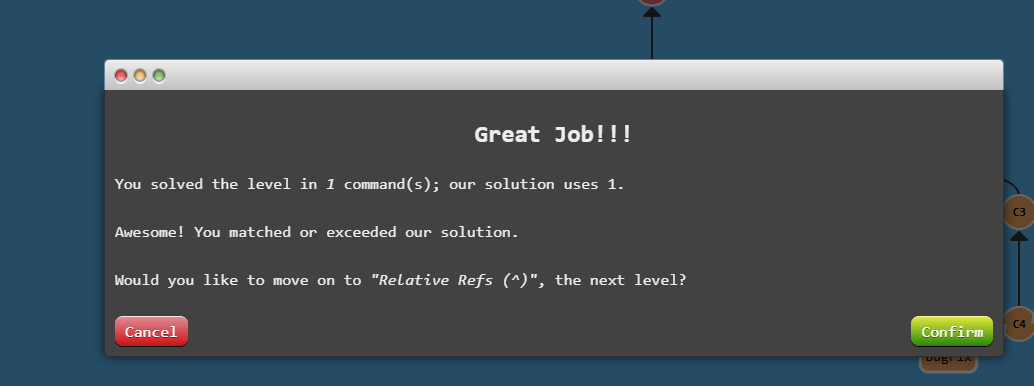 Great Job!!!
You solved the level in 1 command(s); our solution uses 1.
Awesome! You matched or exceeded our solution.
Would you like to move on to "Relative Refs (^)", the next level?
Cancel
Confirm
C3
C4
bugFix